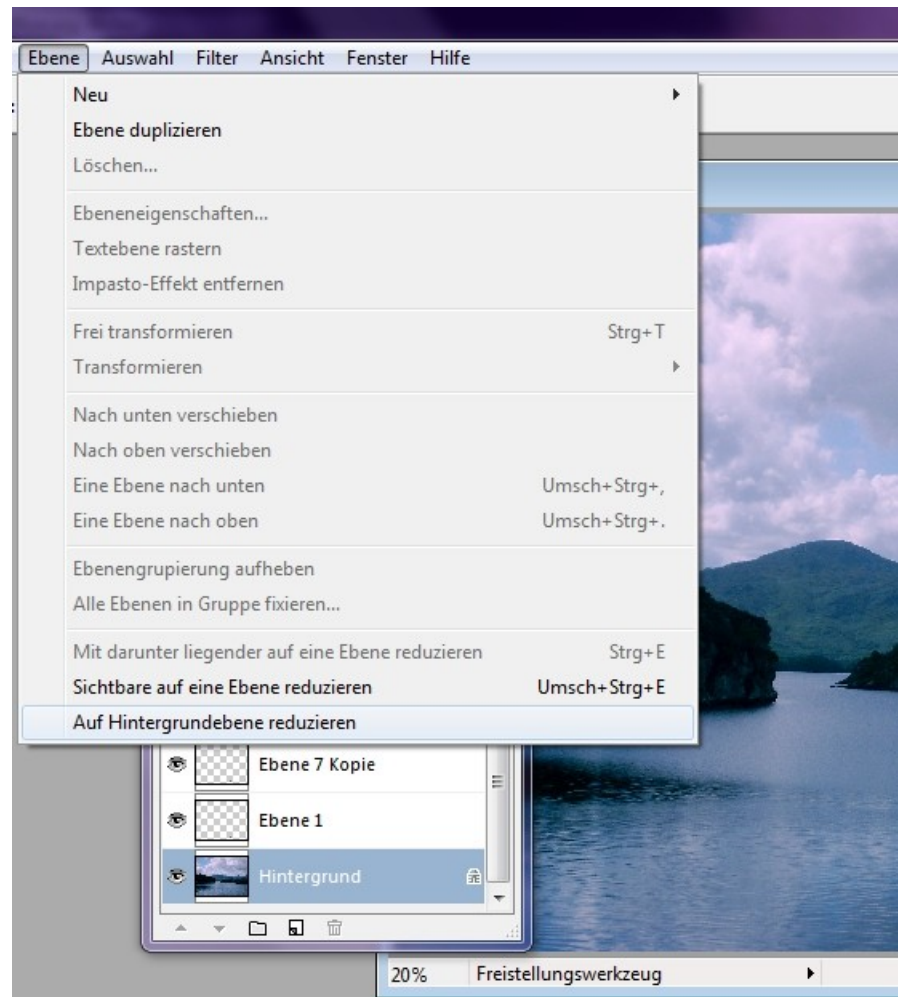 Ebene Auswahl Filter Ansicht Fenster Hilfe
Neu
Ebene duplizieren
Löschen...
Ebeneneigenschaften...
Textebene rastern
Impasto-Effekt entfernen
Frei transformieren Strg+T
Transformieren
Nach unten verschieben
Nach oben verschieben
Eine Ebene nach unten Umsch+Strg+,
Eine Ebene nach oben Umsch+Strg+.
Ebenengrupierung aufheben
Alle Ebenen in Gruppe fixieren...
Mit darunter liegender auf eine Ebene reduzieren Strg+E
Sichtbare auf eine Ebene reduzieren Umsch+Strg+E
Auf Hintergrundebene reduzieren
Ebene 7 Kopie
Ebene 1
Hintergrund
20% Freistellungswerkzeug